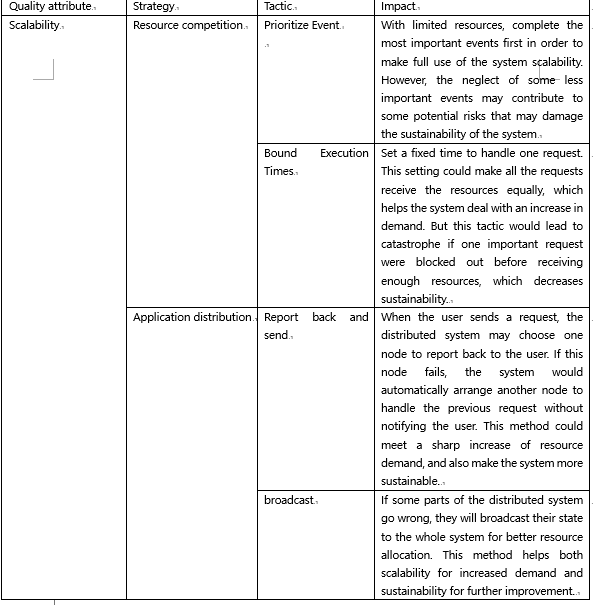 Quality attribute. Strategy. Tactic. Impact.
Scalability. Resource competition. Prioritize Event. With limited resources, complete the
most important events first in order to
make full use of the system scalability.
However, the neglect of some less
important events may contribute to
some potential risks that may damage
the sustainability of the system.
Bound Execution Set a fixed time to handle one request.
Times. This setting could make all the requests
receive the resources equally, which
helps the system deal with an increase in
demand. But this tactic would lead to
catastrophe if one important request
were blocked out before receiving
enough resources, which decreases
sustainability.
Application distribution. Report back and When the user sends a request, the
send. distributed system may choose one
node to report back to the user. If this
node fails, the system would
automatically arrange another node to
handle the previous request without
notifying the user. This method could
meet a sharp increase of resource
demand, and also make the system more
sustainable.
broadcast. If some parts of the distributed system
go wrong, they will broadcast their state
to the whole system for better resource
allocation. This method helps both
scalability for increased demand and
sustainability for further improvement.